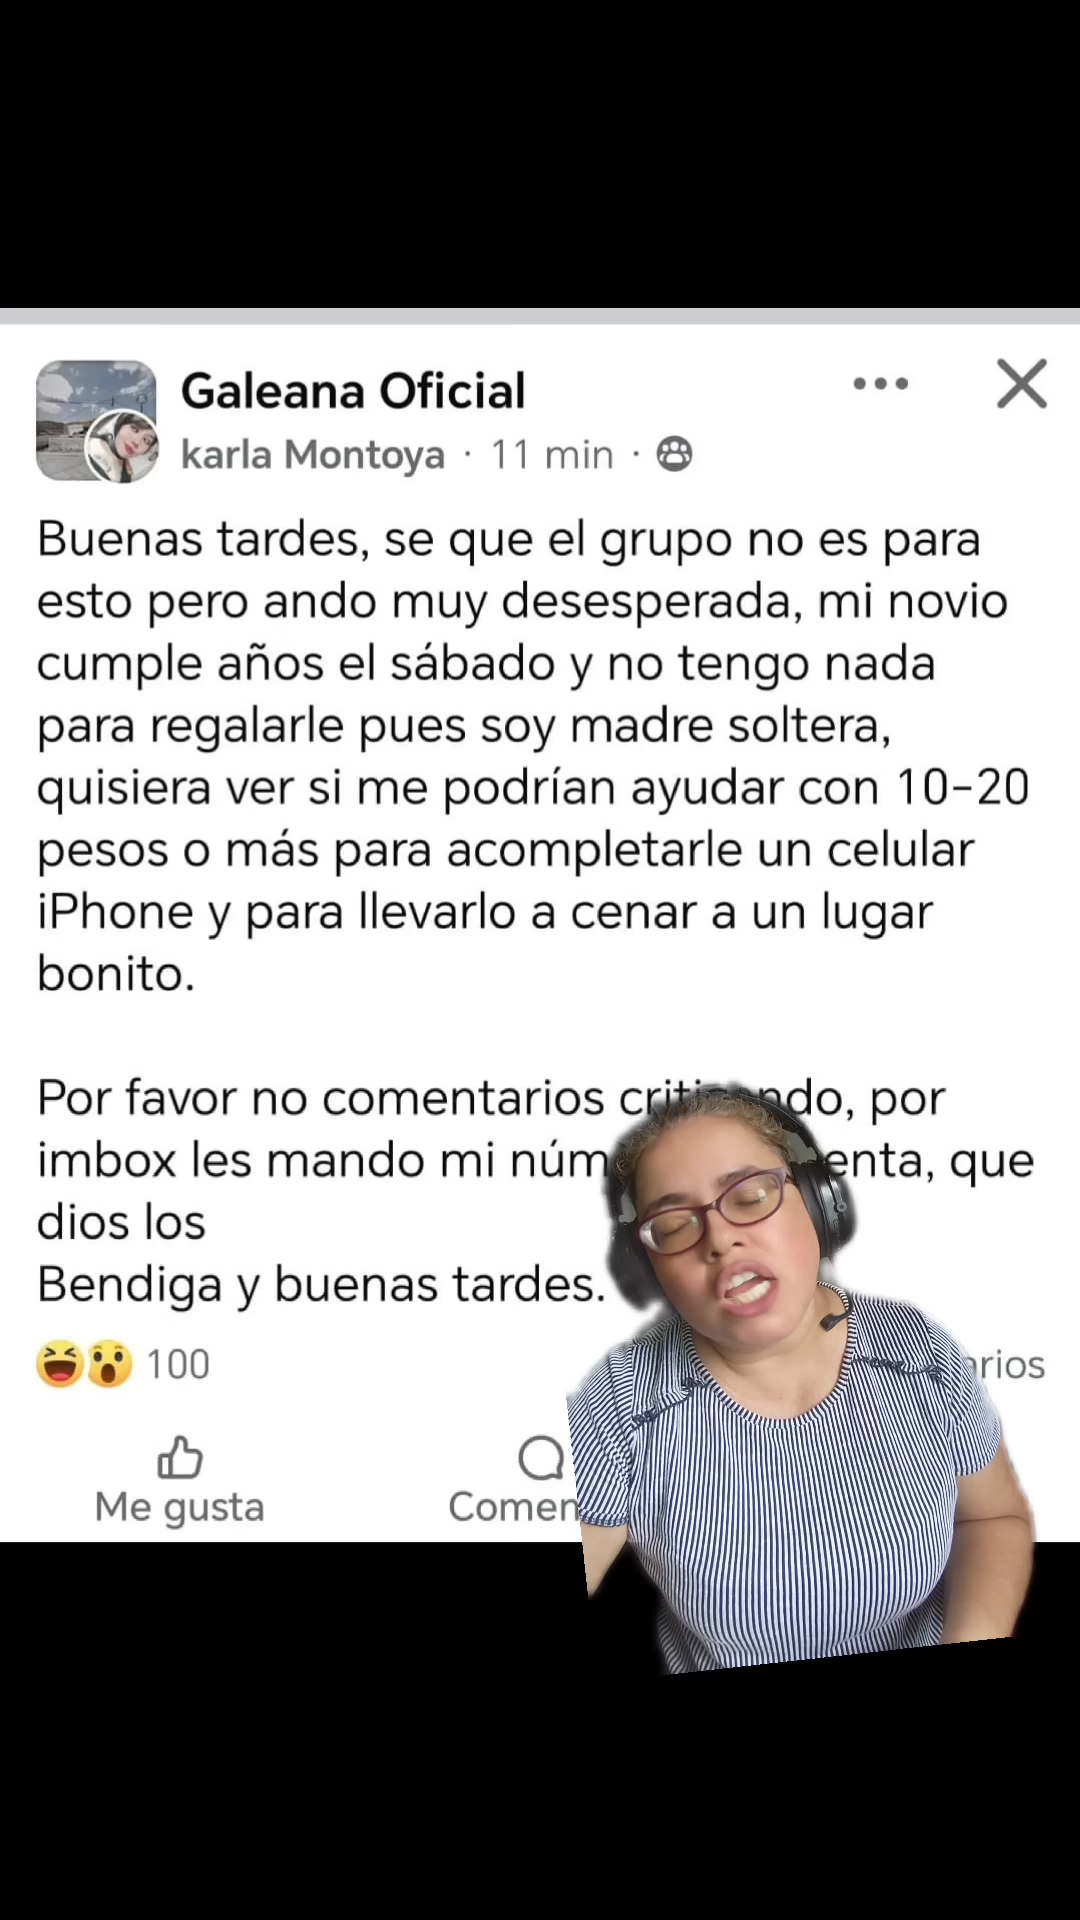 Galeana Oficial
karla Montoya · 11 min ·
Buenas tardes, se que el grupo no es para
esto pero ando muy desesperada, mi novio
cumple años el sábado y no tengo nada
para regalarle pues soy madre soltera,
quisiera ver si me podrían ayudar con 10-20
pesos o más para acompletarle un celular
iPhone y para llevarlo a cenar a un lugar
bonito.
Por favor no comentarios criticando, por
imbox les mando mi que
dios los
Bendiga y buenas tardes.
100
Me gusta